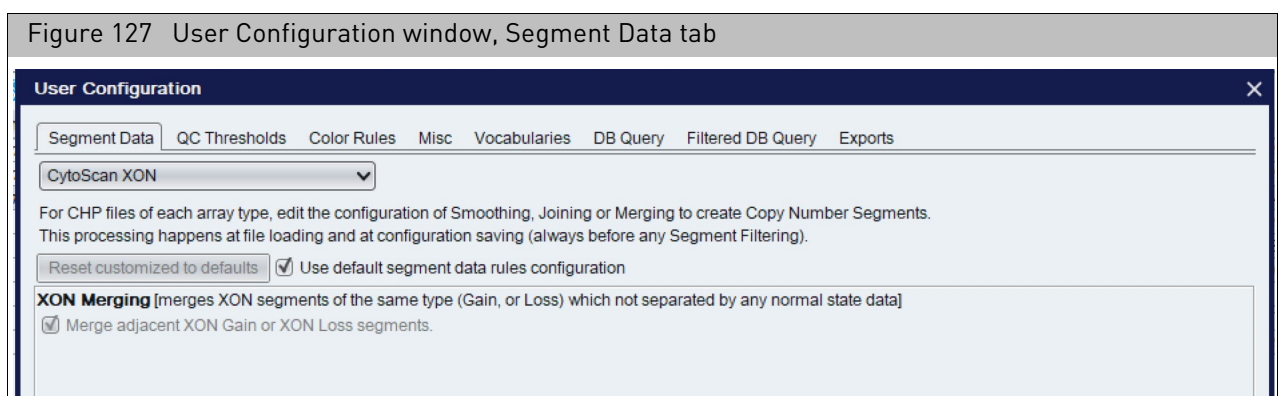 Figure 127 User Configuration window, Segment Data tab
User Configuration
Segment Data QC Thresholds Color Rules Misc Vocabularies DB Query Filtered DB Query Exports
CytoScan XON
For CHP files of each array type, edit the configuration of Smoothing, Joining or Merging to create Copy Number Segments.
This processing happens at file loading and at configuration saving (always before any Segment Filtering).
Reset customized to defaults Use default segment data rules configuration
XON Merging [merges XON segments of the same type (Gain, or Loss) which not separated by any normal state data]
Merge adjacent XON Gain or XON Loss segments.